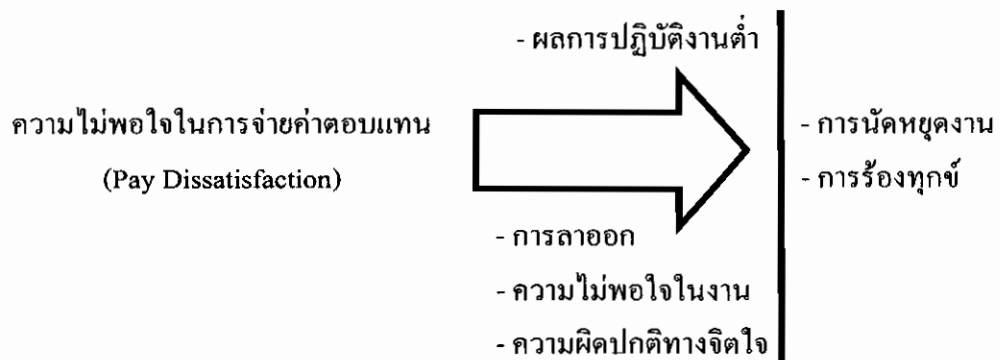 - ผลการปฏิบัติงานต่ำ
ความไม่พอใจในการจ่ายค่าตอบแทน
(Pay Dissatisfaction)
- การนัดหยุดงาน
- การร้องทุกข์
- การลาออก
- ความไม่พอใจในงาน
- ความผิดปกติทางจิตใจ